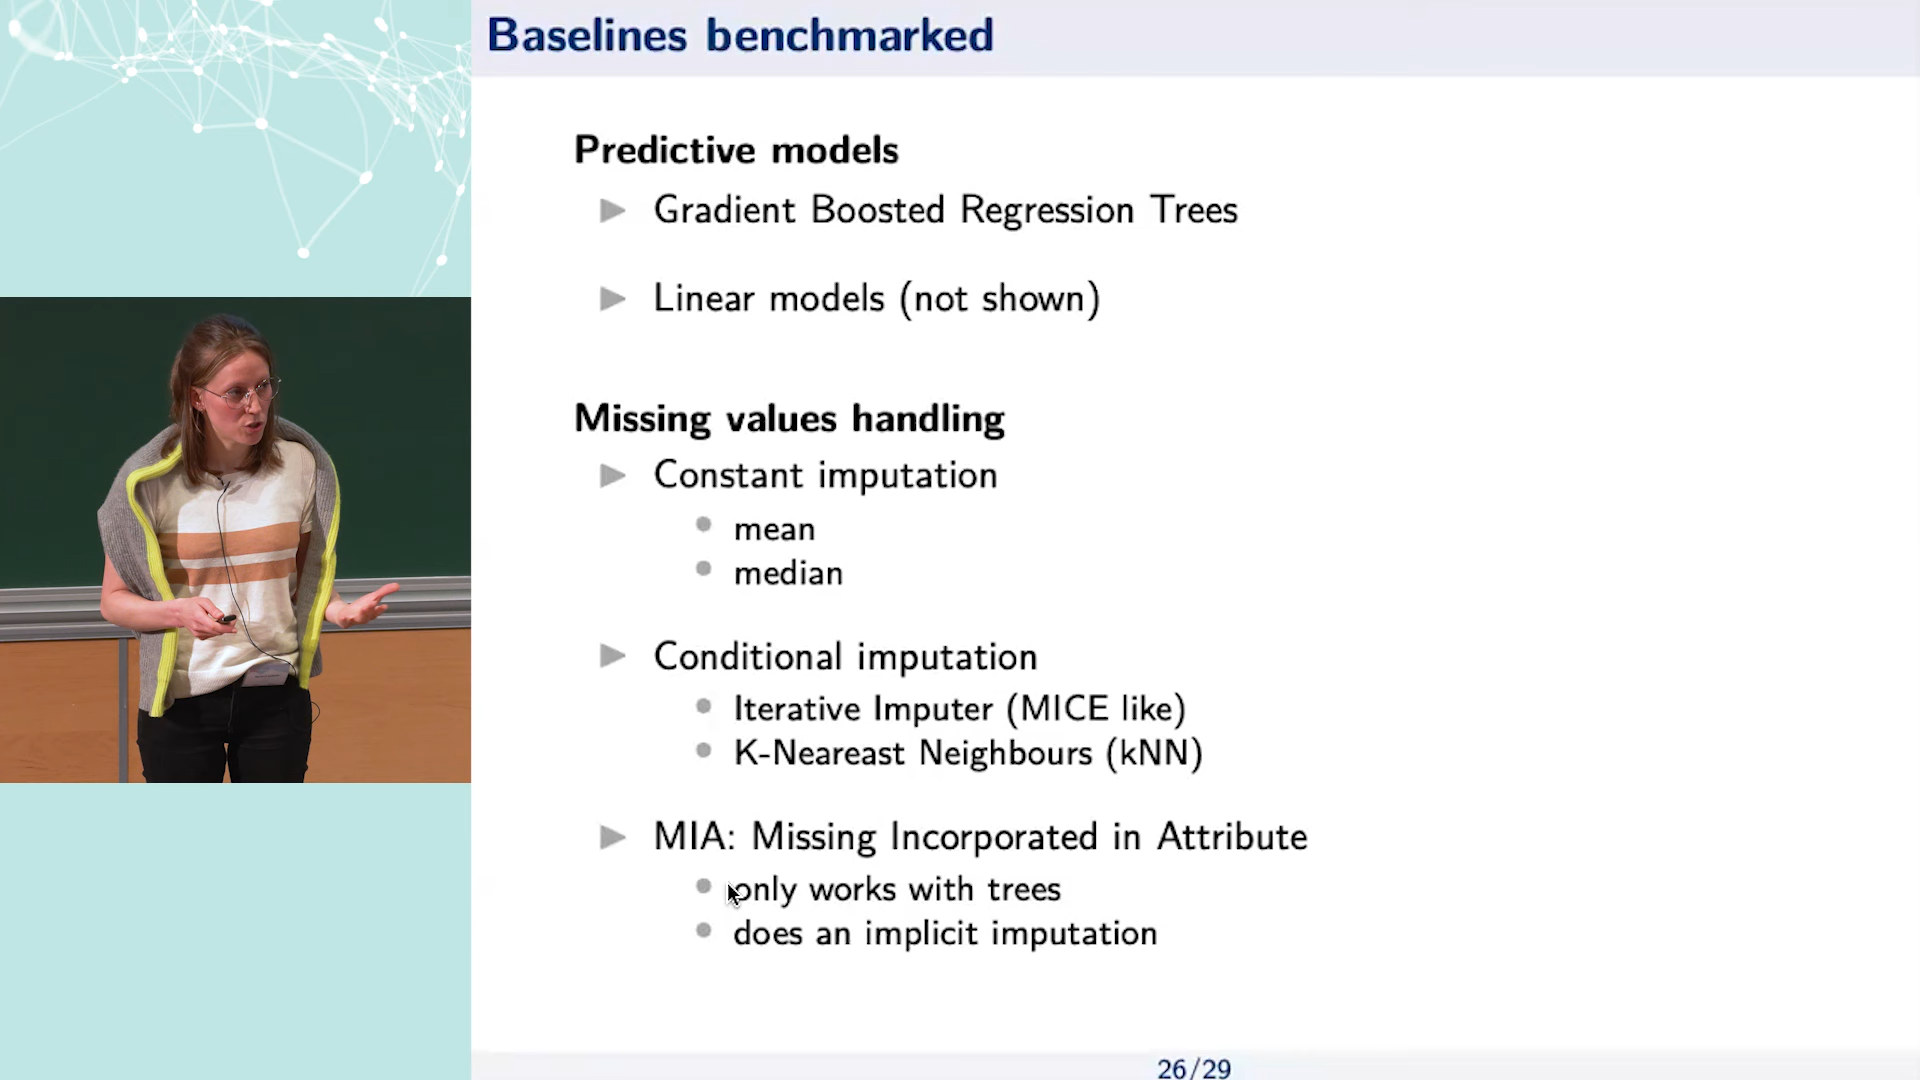 Baselines benchmarked
Predictive models
Gradient Boosted Regression Trees
Linear models (not shown)
Missing values handling
Constant imputation
mean
median
Conditional imputation
Iterative Imputer (MICE like)
K-Neareast Neighbours (kNN)
MIA: Missing Incorporated in Attribute
only works with trees
does an implicit imputation
26/29